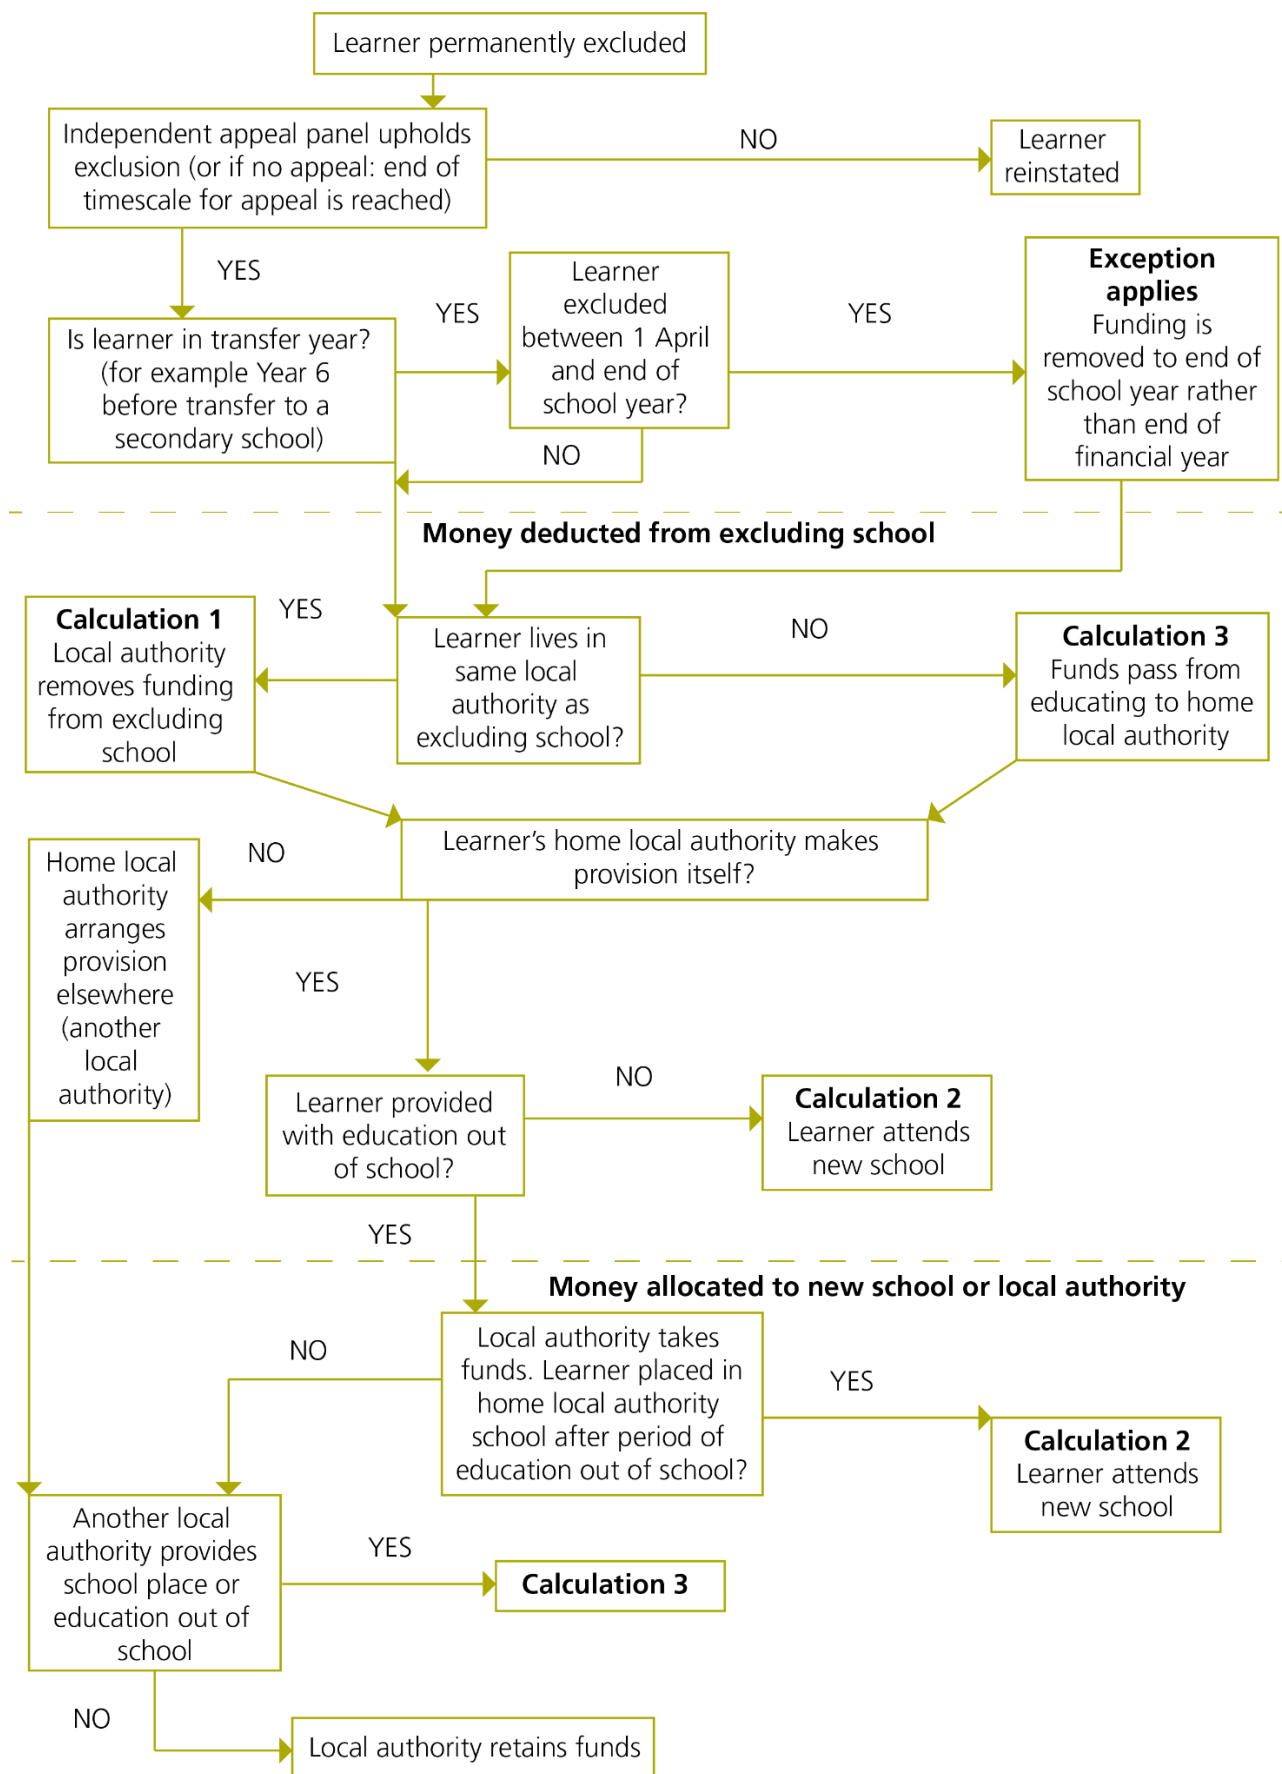 Learner permanently excluded
Independent appeal panel upholds
exclusion (or if no appeal: end of
timescale for appeal is reached)
NO
Learner
reinstated
YES
Is learner in transfer year?
(for example Year 6
before transfer to a
secondary school)
YES
Learner
excluded
between 1 April
and end of
school year?
YES
Exception
applies
Funding is
removed to end of
school year rather
than end of
financial year
NO
Money deducted from excluding school
Calculation 1
Local authority
removes funding
from excluding
school
YES
Learner lives in
same local
authority as
excluding school?
NO
Calculation 3
Funds pass from
educating to home
local authority
Learner’s home local authority makes
provision itself?
NO
Home local
authority
arranges
provision
elsewhere
(another
local
authority)
YES
Learner provided
with education out
of school?
NO
Calculation 2
Learner attends
new school
YES
Money allocated to new school or local authority
Local authority takes
funds. Learner placed in
home local authority
school after period of
education out of school?
NO
YES
Calculation 2
Learner attends
new school
Another local
authority provides
school place or
education out of
school
YES
Calculation 3
NO
Local authority retains funds